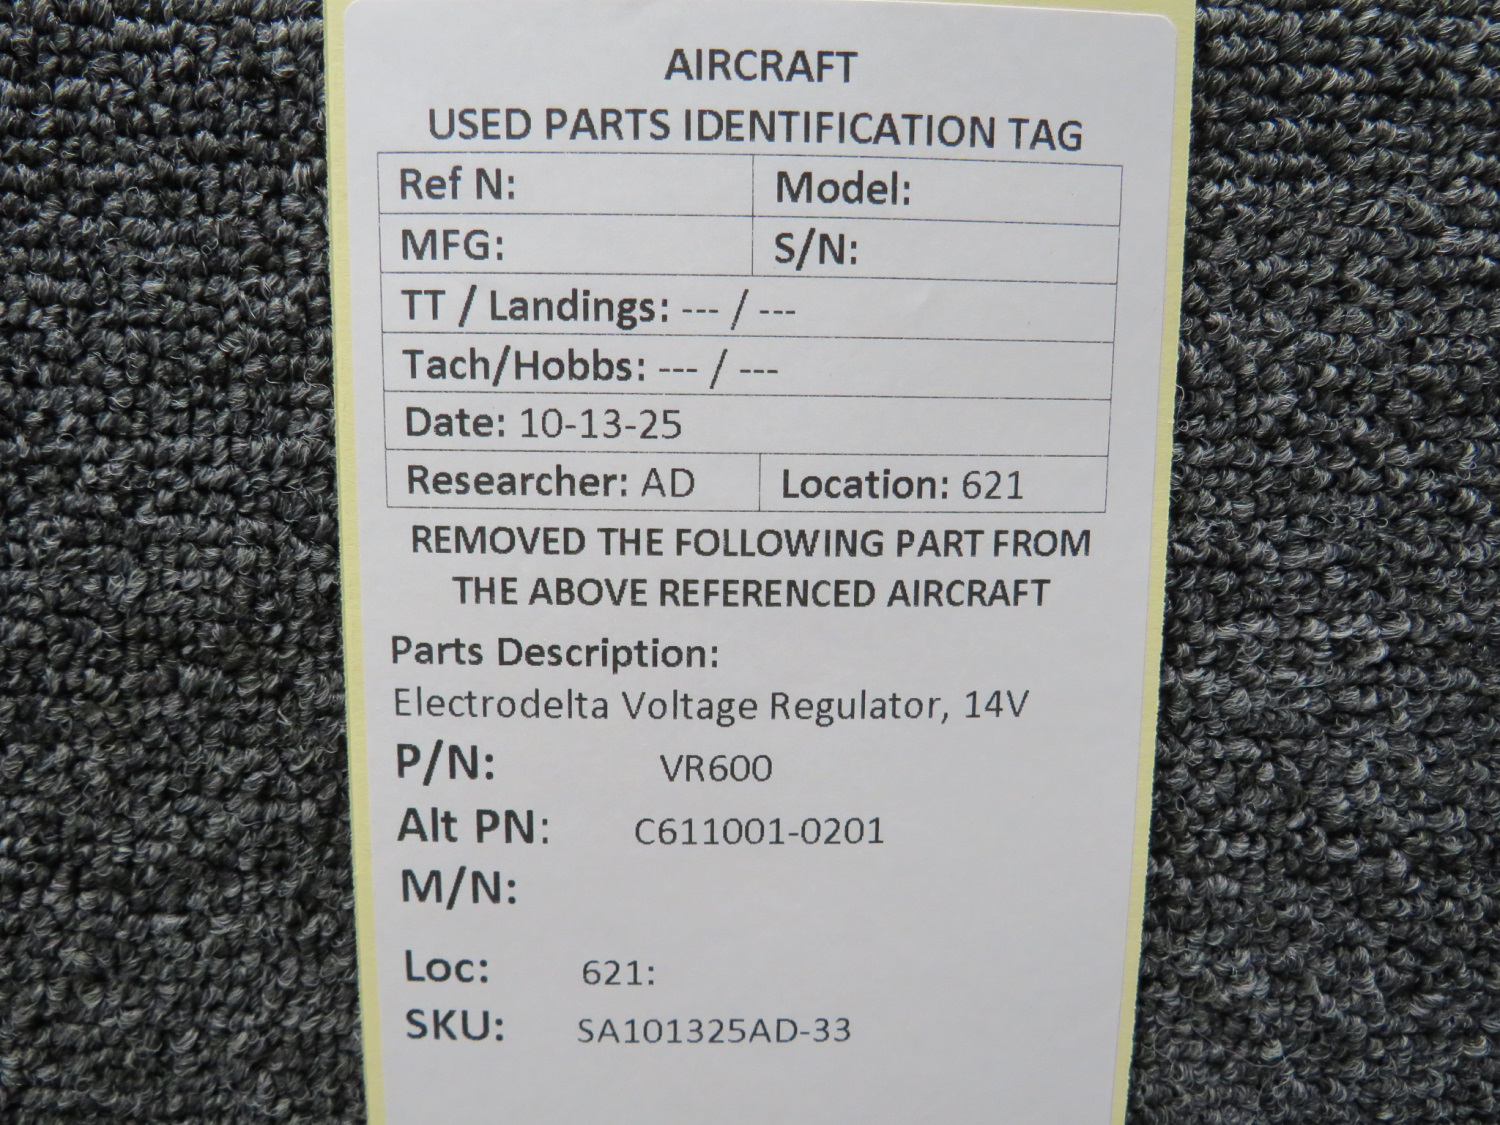 AIRCRAFT
USED PARTS IDENTIFICATION TAG
Ref N: Model:
MFG: S/N:
TT / Landings: --- / ---
Tach/Hobbs: --- / ---
Date: 10-13-25
Researcher: AD Location: 621
REMOVED THE FOLLOWING PART FROM
THE ABOVE REFERENCED AIRCRAFT
Parts Description:
Electrodelta Voltage Regulator, 14V
P/N: VR600
Alt PN: C611001-0201
M/N:
Loc: 621:
SKU: SA101325AD-33